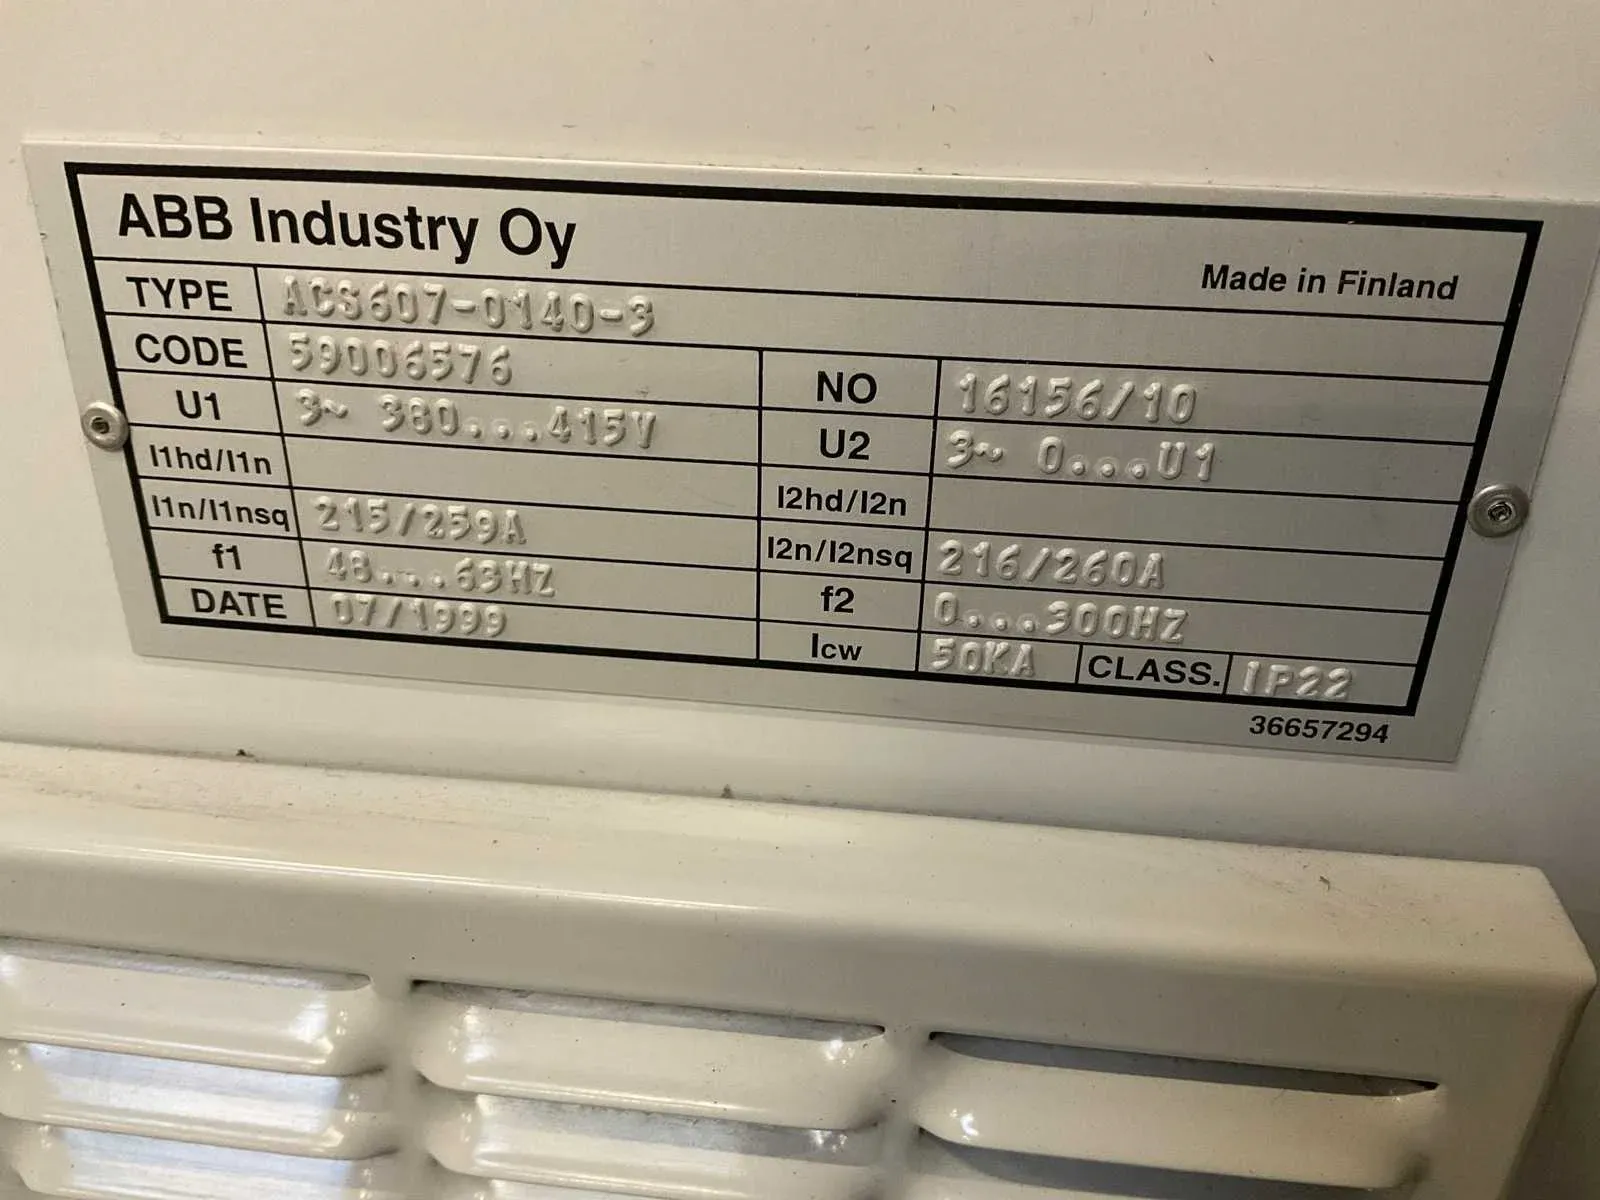 ABB Industry Oy
Made in Finland
TYPE ACS607-0140-3
CODE 59006576 NO 16156/10
U1 3~ 380...415V U2 3~ 0...U1
I1hd/I1n I2hd/I2n
I1n/I1nsq 215/259A I2n/I2nsq 216/260A
f1 48...63HZ f2 0...300HZ
DATE 07/1999 Icw 50KA CLASS. IP22
36657294